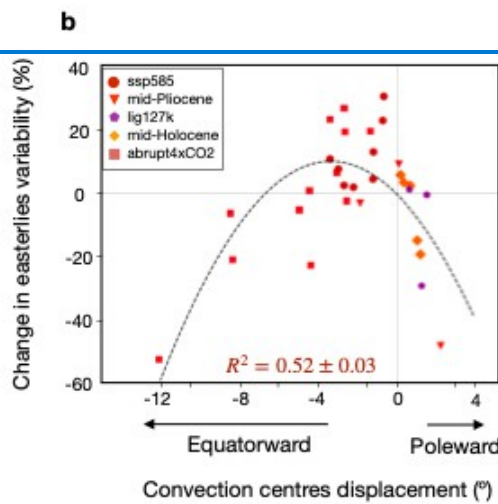 b
Change in easterlies variability (%)
40
20
0
-20
-40
-60
ssp585
mid-Pliocene
lig127k
mid-Holocene
abrupt4xCO2
R² = 0.52 ± 0.03
-12
-8
-4
0
4
Equatorward
Poleward
Convection centres displacement (º)